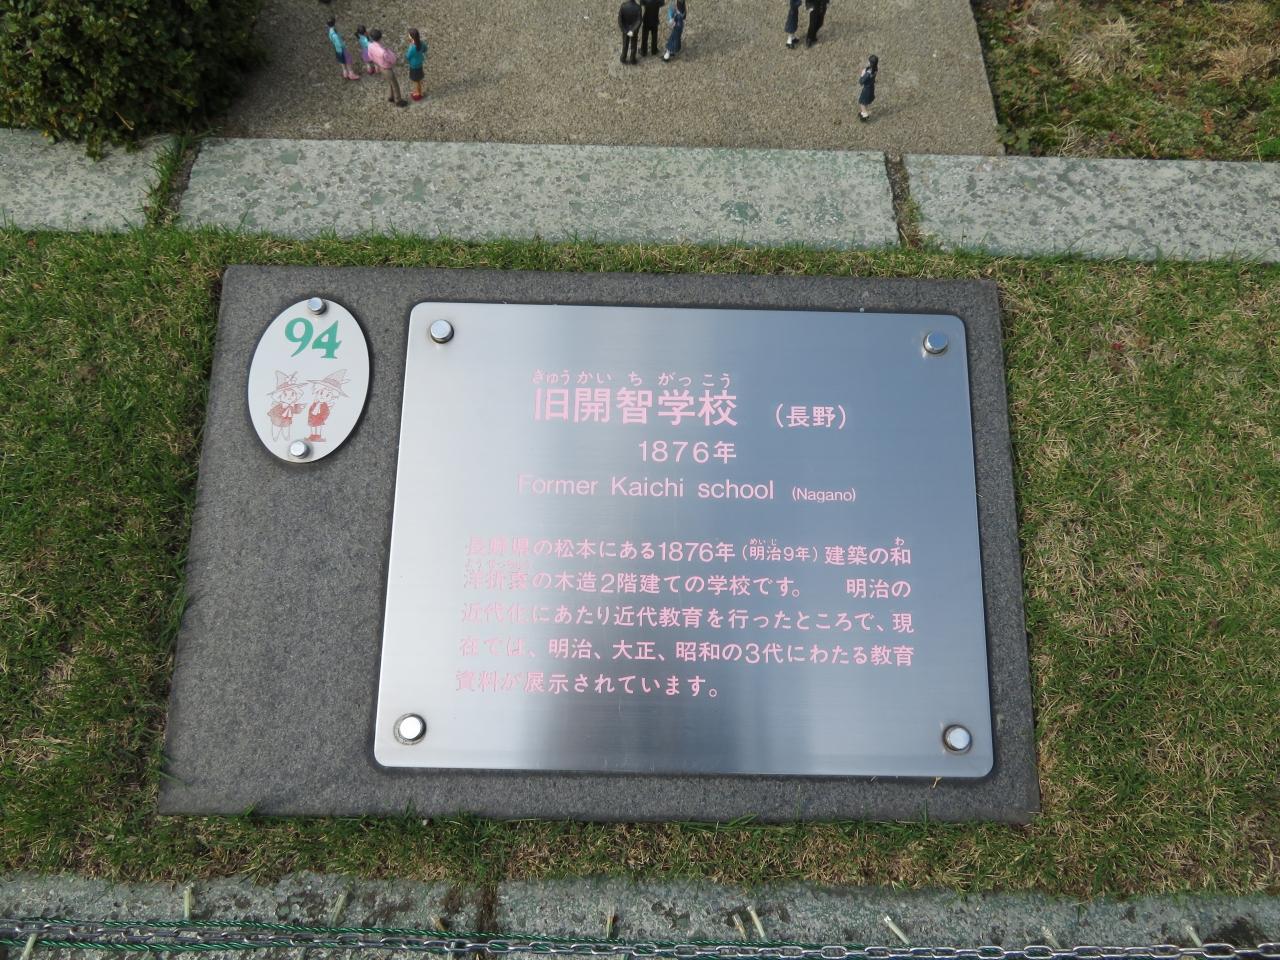 94
きゅうかいちがっこう
旧開智学校 (長野)
1876年
Former Kaichi school (Nagano)
めいじ わ
長野県の松本にある1876年(明治9年)建築の和
洋折衷の木造2階建ての学校です。 明治の
近代化にあたり近代教育を行ったところで、現
在では、明治、大正、昭和の3代にわたる教育
資料が展示されています。